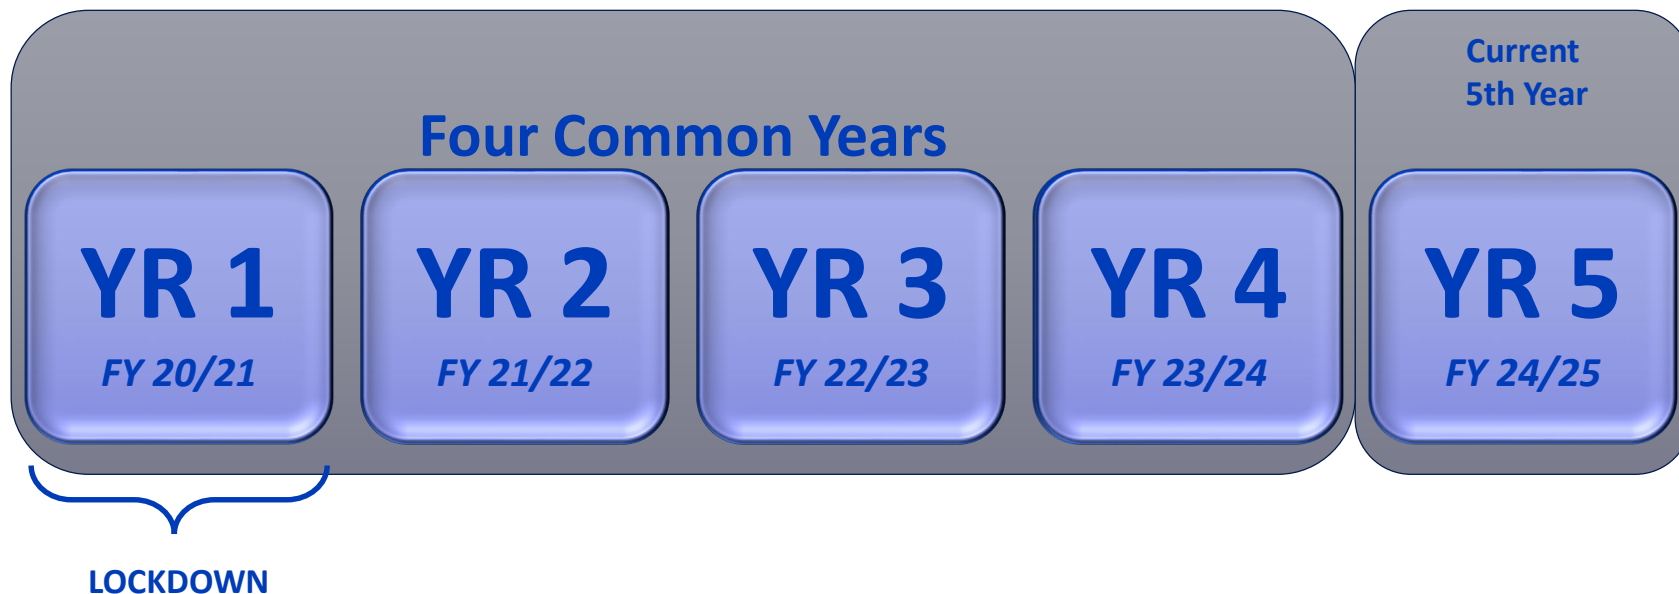 Current
5th Year
Four Common Years
YR 1
FY 20/21
YR 2
FY 21/22
YR 3
FY 22/23
YR 4
FY 23/24
YR 5
FY 24/25
LOCKDOWN